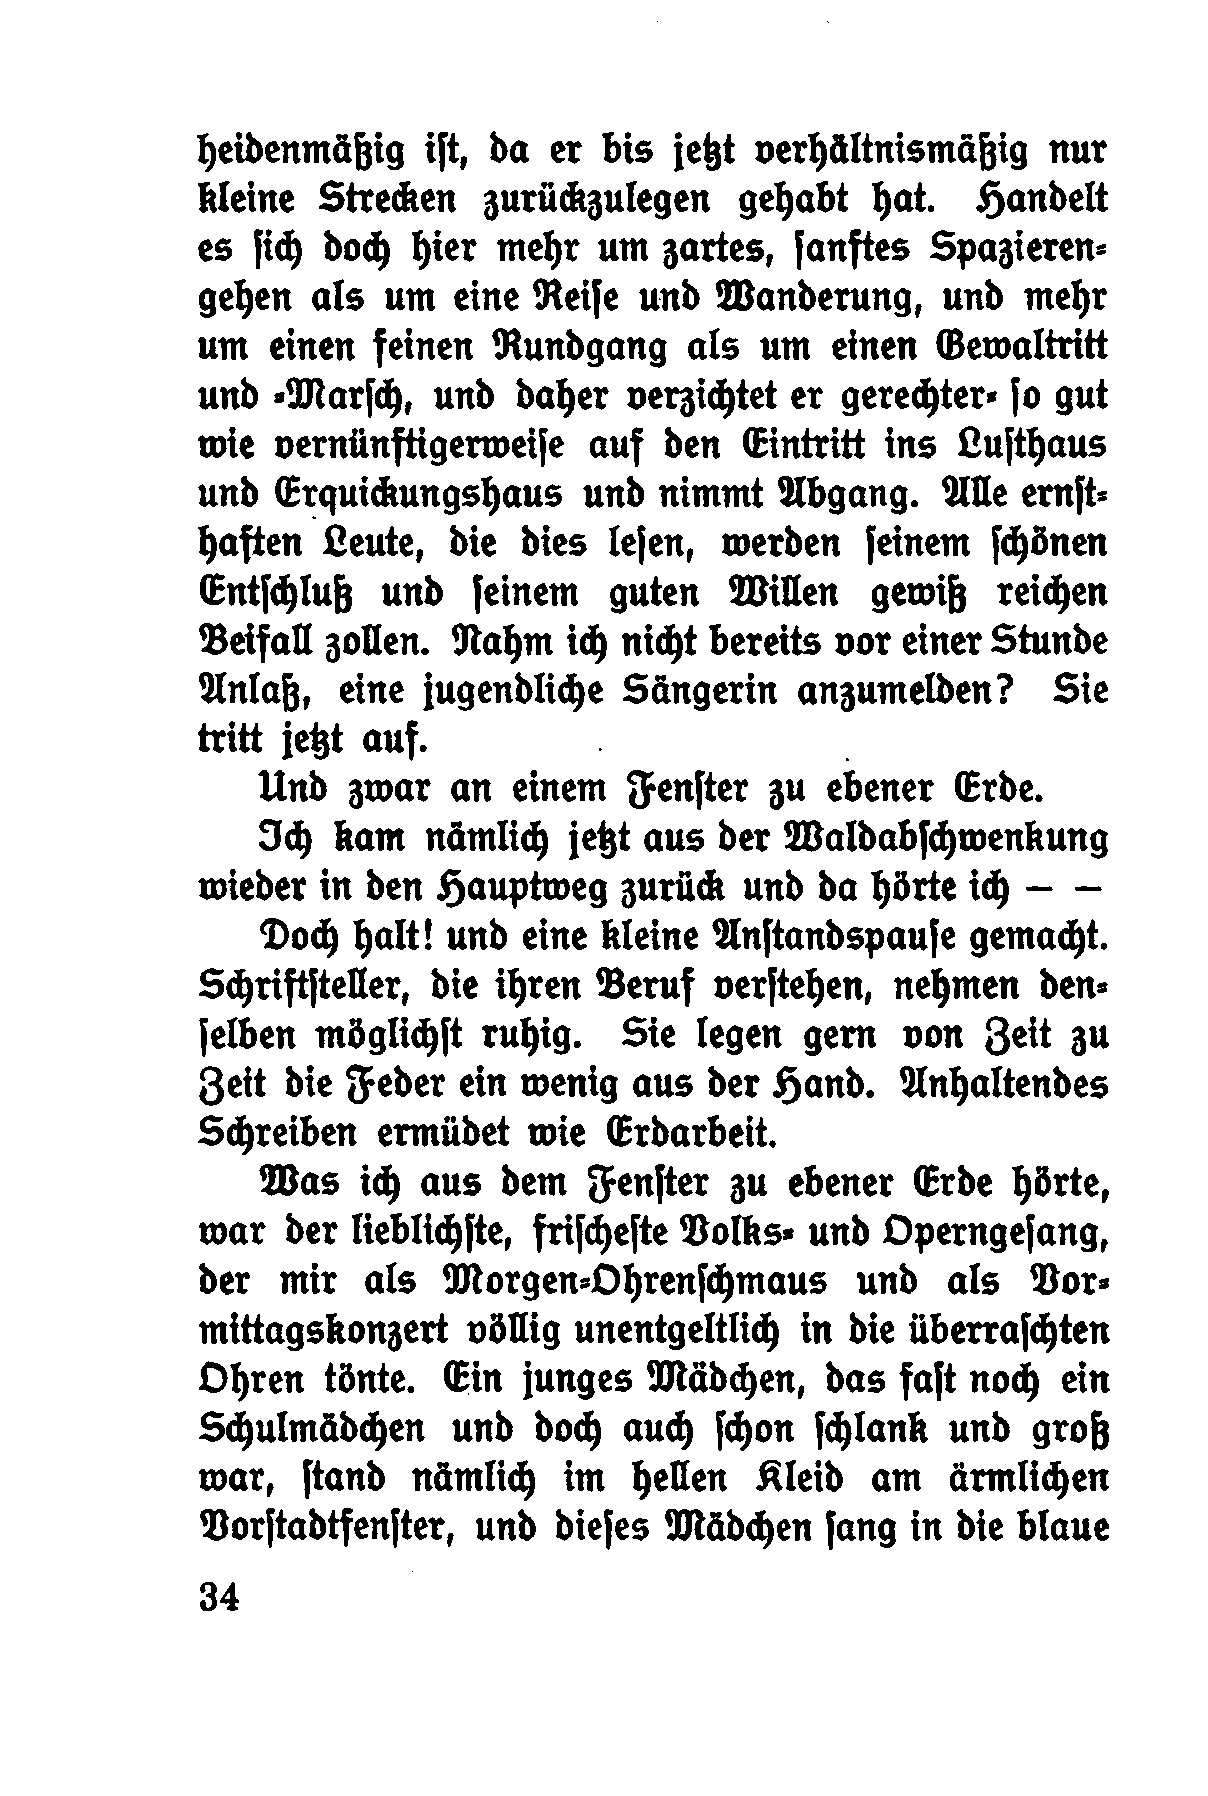 heidenmäßig ist, da er bis jetzt verhältnismäßig nur
kleine Strecken zurückzulegen gehabt hat. Handelt
es sich doch hier mehr um zartes, sanftes Spazieren-
gehen als um eine Reise und Wanderung, und mehr
um einen feinen Rundgang als um einen Gewaltritt
und -Marsch, und daher verzichtet er gerechter- so gut
wie vernünftigerweise auf den Eintritt ins Lusthaus
und Erquickungshaus und nimmt Abgang. Alle ernst-
haften Leute, die dies lesen, werden seinem schönen
Entschluß und seinem guten Willen gewiß reichen
Beifall zollen. Nahm ich nicht bereits vor einer Stunde
Anlaß, eine jugendliche Sängerin anzumelden? Sie
tritt jetzt auf.
Und zwar an einem Fenster zu ebener Erde.
Ich kam nämlich jetzt aus der Waldabschwenkung
wieder in den Hauptweg zurück und da hörte ich — —
Doch halt! und eine kleine Anstandspause gemacht.
Schriftsteller, die ihren Beruf verstehen, nehmen den-
selben möglichst ruhig. Sie legen gern von Zeit zu
Zeit die Feder ein wenig aus der Hand. Anhaltendes
Schreiben ermüdet wie Erdarbeit.
Was ich aus dem Fenster zu ebener Erde hörte,
war der lieblichste, frischeste Volks- und Operngesang,
der mir als Morgen-Ohrenschmaus und als Vor-
mittagskonzert völlig unentgeltlich in die überraschten
Ohren tönte. Ein junges Mädchen, das fast noch ein
Schulmädchen und doch auch schon schlank und groß
war, stand nämlich im hellen Kleid am ärmlichen
Vorstadtfenster, und dieses Mädchen sang in die blaue
34